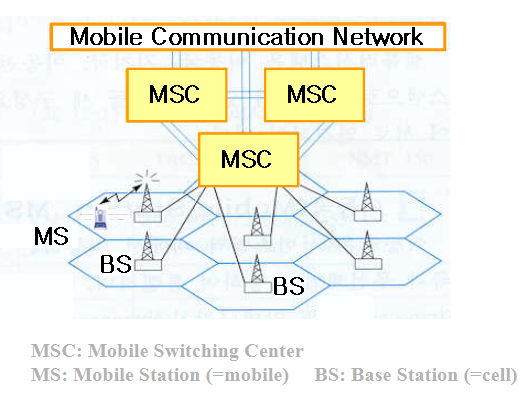 Mobile Communication Network
MSC
MSC
MSC
MS
BS
BS
MSC: Mobile Switching Center
MS: Mobile Station (=mobile) BS: Base Station (=cell)